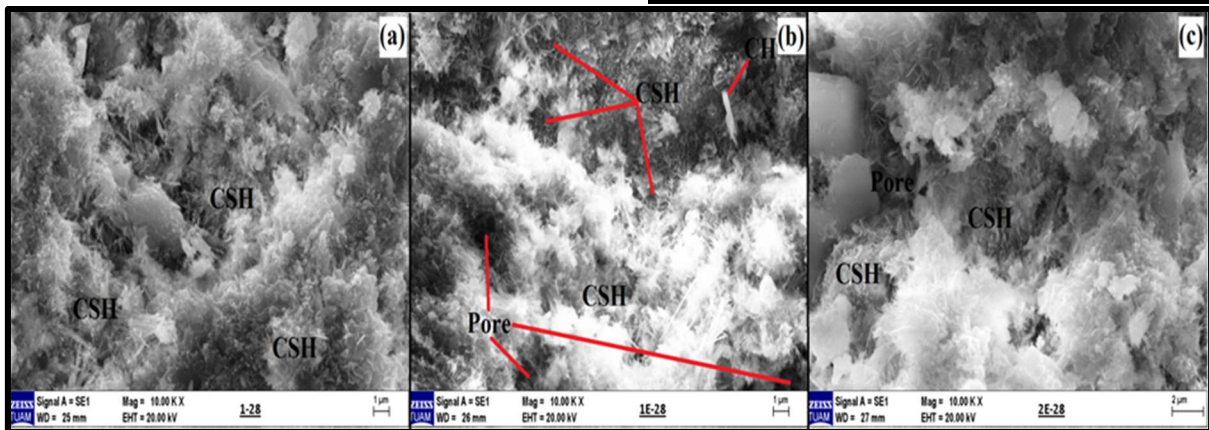 (a)
CSH
CSH
CSH
ZEISS
TUAM
Signal A = SE1 Mag = 10.00 K X
WD = 25 mm EHT = 20.00 kV
1-28
1 µm
(b)
CH
CSH
CSH
Pore
ZEISS
TUAM
Signal A = SE1 Mag = 10.00 K X
WD = 26 mm EHT = 20.00 kV
1E-28
1 µm
(c)
Pore
CSH
CSH
ZEISS
TUAM
Signal A = SE1 Mag = 10.00 K X
WD = 27 mm EHT = 20.00 kV
2E-28
2 µm